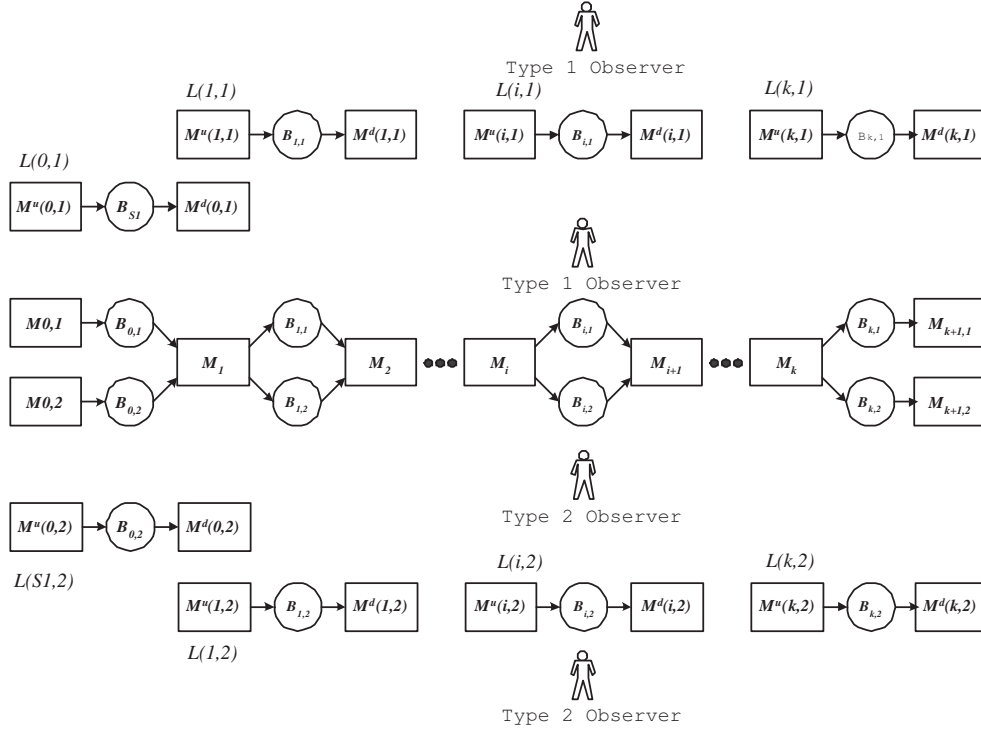 Type 1 Observer
L(1,1) L(i,1) L(k,1)
Mᵘ(1,1) B₁,₁ Mᵈ(1,1) Mᵘ(i,1) Bᵢ,₁ Mᵈ(i,1) Mᵘ(k,1) Bₖ,₁ Mᵈ(k,1)
L(0,1)
Mᵘ(0,1) B_S1 Mᵈ(0,1)
Type 1 Observer
M0,1 B₀,₁ B₁,₁ Bᵢ,₁ Bₖ,₁ Mₖ₊₁,₁
M₁ M₂ Mᵢ Mᵢ₊₁ Mₖ
M0,2 B₀,₂ B₁,₂ Bᵢ,₂ Bₖ,₂ Mₖ₊₁,₂
Type 2 Observer
Mᵘ(0,2) B₀,₂ Mᵈ(0,2)
L(S1,2) L(i,2) L(k,2)
Mᵘ(1,2) B₁,₂ Mᵈ(1,2) Mᵘ(i,2) Bᵢ,₂ Mᵈ(i,2) Mᵘ(k,2) Bₖ,₂ Mᵈ(k,2)
L(1,2)
Type 2 Observer